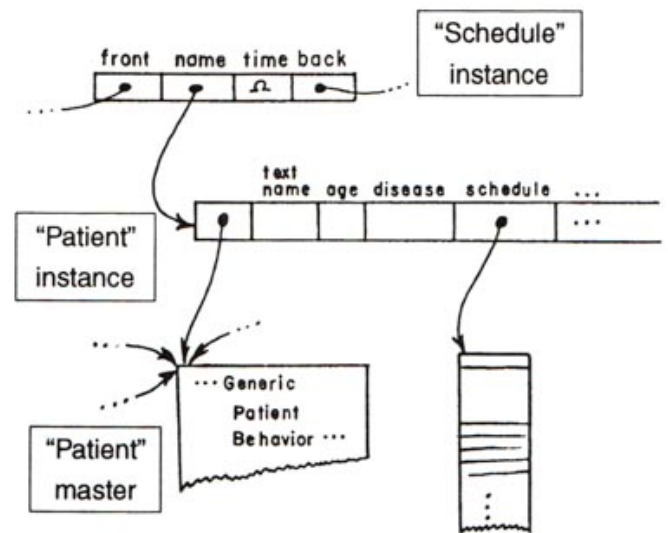 front name time back
Ω
"Schedule"
instance
text
name age disease schedule ...
...
"Patient"
instance
... Generic
Patient
Behavior ...
"Patient"
master